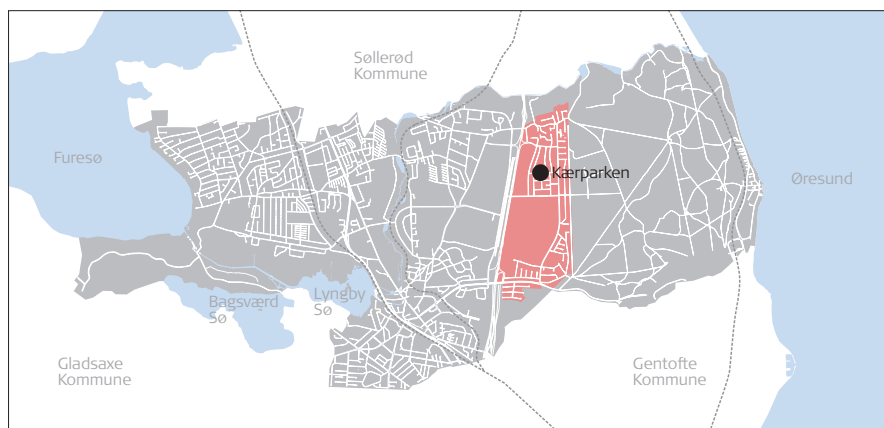 Søllerød
Kommune
Furesø
Kærparken
Øresund
Bagsværd
Sø
Lyngby
Sø
Gladsaxe
Kommune
Gentofte
Kommune